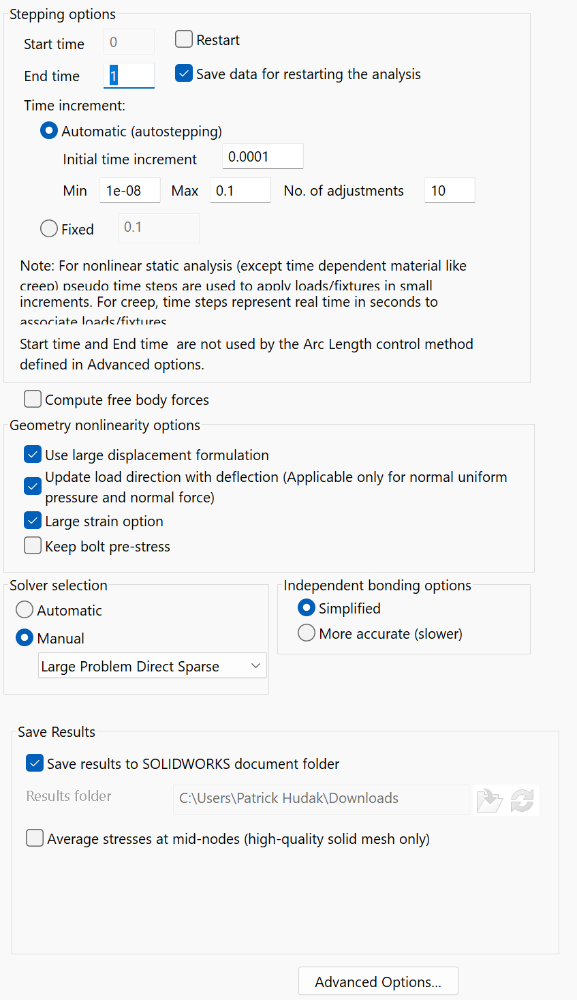 Stepping options
Start time 0 Restart
End time 1 Save data for restarting the analysis
Time increment:
Automatic (autostepping)
Initial time increment 0.0001
Min 1e-08 Max 0.1 No. of adjustments 10
Fixed 0.1
Note: For nonlinear static analysis (except time dependent material like
creep) pseudo time steps are used to apply loads/fixtures in small
increments. For creep, time steps represent real time in seconds to
associate loads/fixtures.
Start time and End time  are not used by the Arc Length control method
defined in Advanced options.
Compute free body forces
Geometry nonlinearity options
Use large displacement formulation
Update load direction with deflection (Applicable only for normal uniform
pressure and normal force)
Large strain option
Keep bolt pre-stress
Solver selection
Automatic
Manual
Large Problem Direct Sparse
Independent bonding options
Simplified
More accurate (slower)
Save Results
Save results to SOLIDWORKS document folder
Results folder C:\Users\Patrick Hudak\Downloads
Average stresses at mid-nodes (high-quality solid mesh only)
Advanced Options...